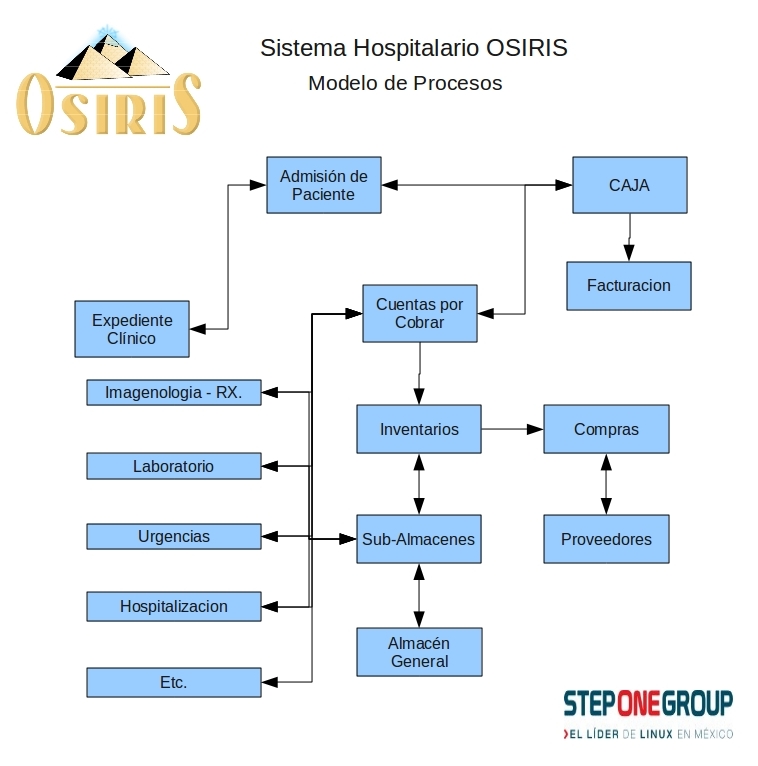 Sistema Hospitalario OSIRIS
Modelo de Procesos
OSIRIS
Admisión de
Paciente
CAJA
Facturacion
Cuentas por
Cobrar
Expediente
Clínico
Imagenologia - RX.
Inventarios
Compras
Laboratorio
Urgencias
Sub-Almacenes
Proveedores
Hospitalizacion
Almacén
General
Etc.
STEPONEGROUP
EL LÍDER DE LINUX EN MÉXICO